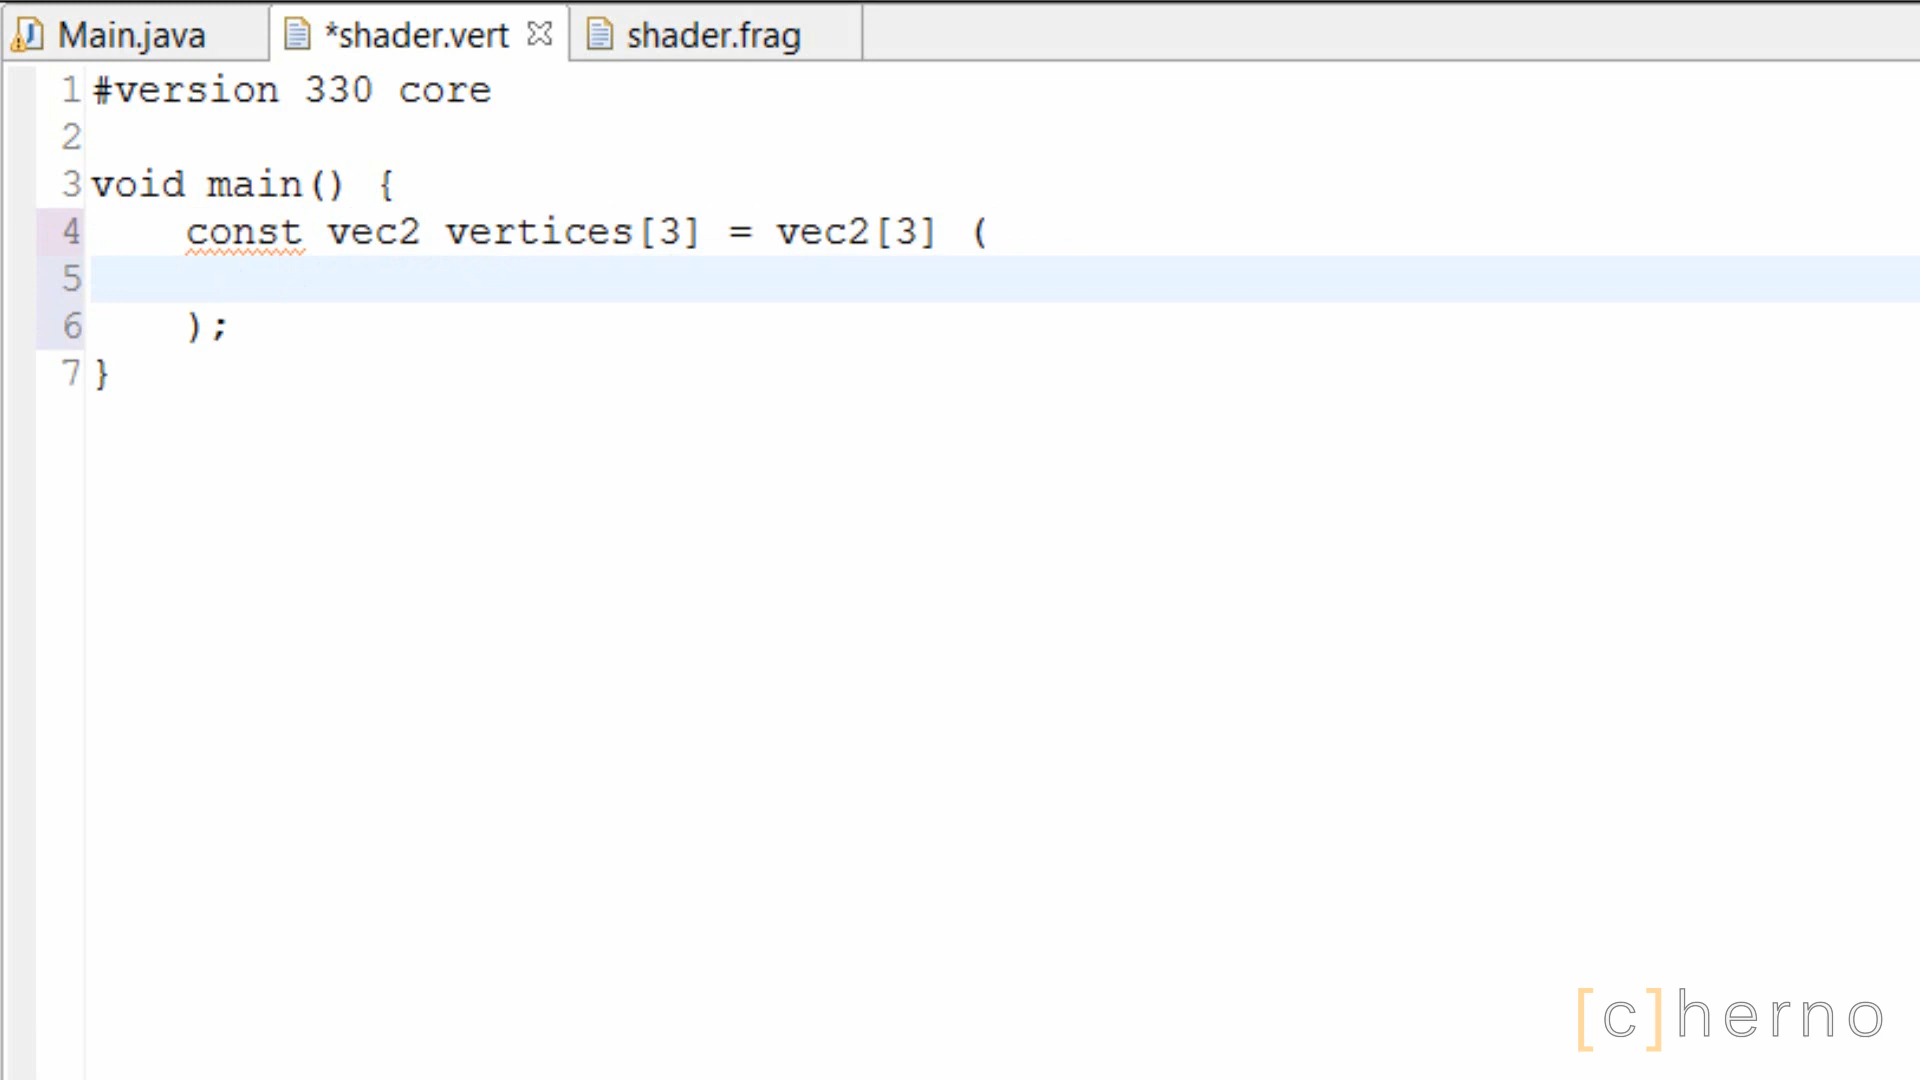 Main.java *shader.vert shader.frag
1 #version 330 core
2
3 void main() {
4 const vec2 vertices[3] = vec2[3] (
5
6 );
7 }
[c]herno